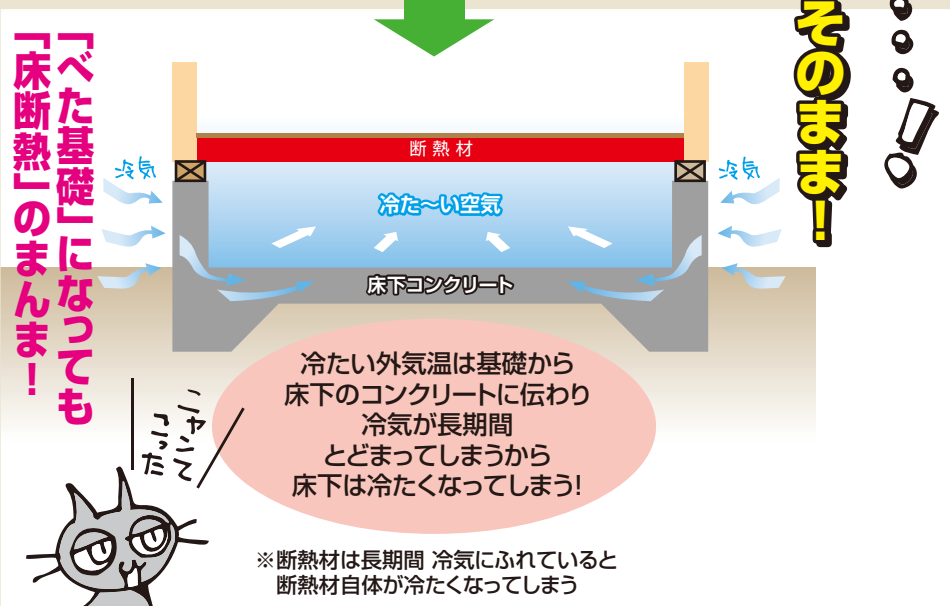 そのまま!
「べた基礎」になっても
「床断熱」のまんま!
断熱材
冷気
冷気
冷た〜い空気
床下コンクリート
冷たい外気温は基礎から
床下のコンクリートに伝わり
冷気が長期間
とどまってしまうから
床下は冷たくなってしまう!
ニャンて
こった
※断熱材は長期間 冷気にふれていると
断熱材自体が冷たくなってしまう